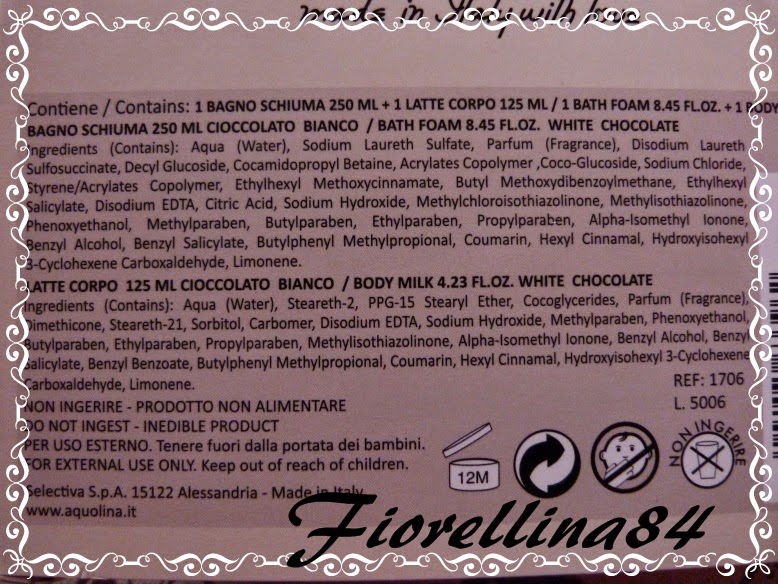 made in Italy with love
Contiene / Contains: 1 BAGNO SCHIUMA 250 ML + 1 LATTE CORPO 125 ML / 1 BATH FOAM 8.45 FL.OZ. + 1 BODY
BAGNO SCHIUMA 250 ML CIOCCOLATO BIANCO / BATH FOAM 8.45 FL.OZ. WHITE CHOCOLATE
Ingredients (Contains): Aqua (Water), Sodium Laureth Sulfate, Parfum (Fragrance), Disodium Laureth
Sulfosuccinate, Decyl Glucoside, Cocamidopropyl Betaine, Acrylates Copolymer ,Coco-Glucoside, Sodium Chloride,
Styrene/Acrylates Copolymer, Ethylhexyl Methoxycinnamate, Butyl Methoxydibenzoylmethane, Ethylhexyl
Salicylate, Disodium EDTA, Citric Acid, Sodium Hydroxide, Methylchloroisothiazolinone, Methylisothiazolinone,
Phenoxyethanol, Methylparaben, Butylparaben, Ethylparaben, Propylparaben, Alpha-Isomethyl Ionone,
Benzyl Alcohol, Benzyl Salicylate, Butylphenyl Methylpropional, Coumarin, Hexyl Cinnamal, Hydroxyisohexyl
3-Cyclohexene Carboxaldehyde, Limonene.
LATTE CORPO 125 ML CIOCCOLATO BIANCO / BODY MILK 4.23 FL.OZ. WHITE CHOCOLATE
Ingredients (Contains): Aqua (Water), Steareth-2, PPG-15 Stearyl Ether, Cocoglycerides, Parfum (Fragrance),
Dimethicone, Steareth-21, Sorbitol, Carbomer, Disodium EDTA, Sodium Hydroxide, Methylparaben, Phenoxyethanol,
Butylparaben, Ethylparaben, Propylparaben, Methylisothiazolinone, Alpha-Isomethyl Ionone, Benzyl Alcohol, Benzyl
Salicylate, Benzyl Benzoate, Butylphenyl Methylpropional, Coumarin, Hexyl Cinnamal, Hydroxyisohexyl 3-Cyclohexene
Carboxaldehyde, Limonene.
REF: 1706
L. 5006
NON INGERIRE - PRODOTTO NON ALIMENTARE
DO NOT INGEST - INEDIBLE PRODUCT
PER USO ESTERNO. Tenere fuori dalla portata dei bambini.
FOR EXTERNAL USE ONLY. Keep out of reach of children.
12M
NON INGERIRE
Selectiva S.p.A. 15122 Alessandria - Made in Italy
www.aquolina.it
Fiorellina84